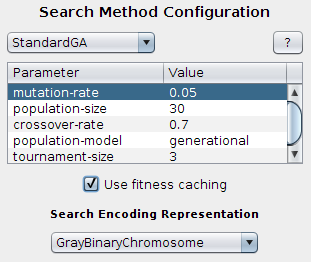 Search Method Configuration
StandardGA ?
Parameter Value
mutation-rate 0.05
population-size 30
crossover-rate 0.7
population-model generational
tournament-size 3
Use fitness caching
Search Encoding Representation
GrayBinaryChromosome